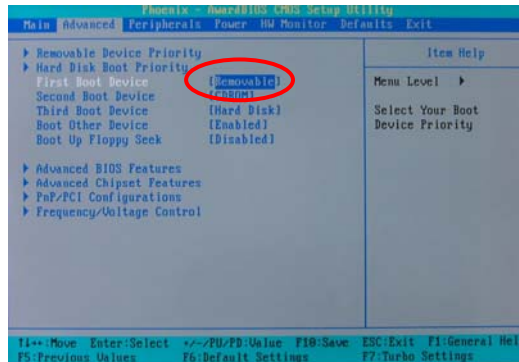 Phoenix - AwardBIOS CMOS Setup Utility
Main Advanced Peripherals Power HW Monitor Defaults Exit
Removable Device Priority
Hard Disk Boot Priority
First Boot Device [Removable]
Second Boot Device [CDROM]
Third Boot Device [Hard Disk]
Boot Other Device [Enabled]
Boot Up Floppy Seek [Disabled]
Advanced BIOS Features
Advanced Chipset Features
PnP/PCI Configurations
Frequency/Voltage Control
Item Help
Menu Level
Select Your Boot
Device Priority
↑↓←→:Move Enter:Select +/-/PU/PD:Value F10:Save ESC:Exit F1:General Hel
F5:Previous Values F6:Default Settings F7:Turbo Settings